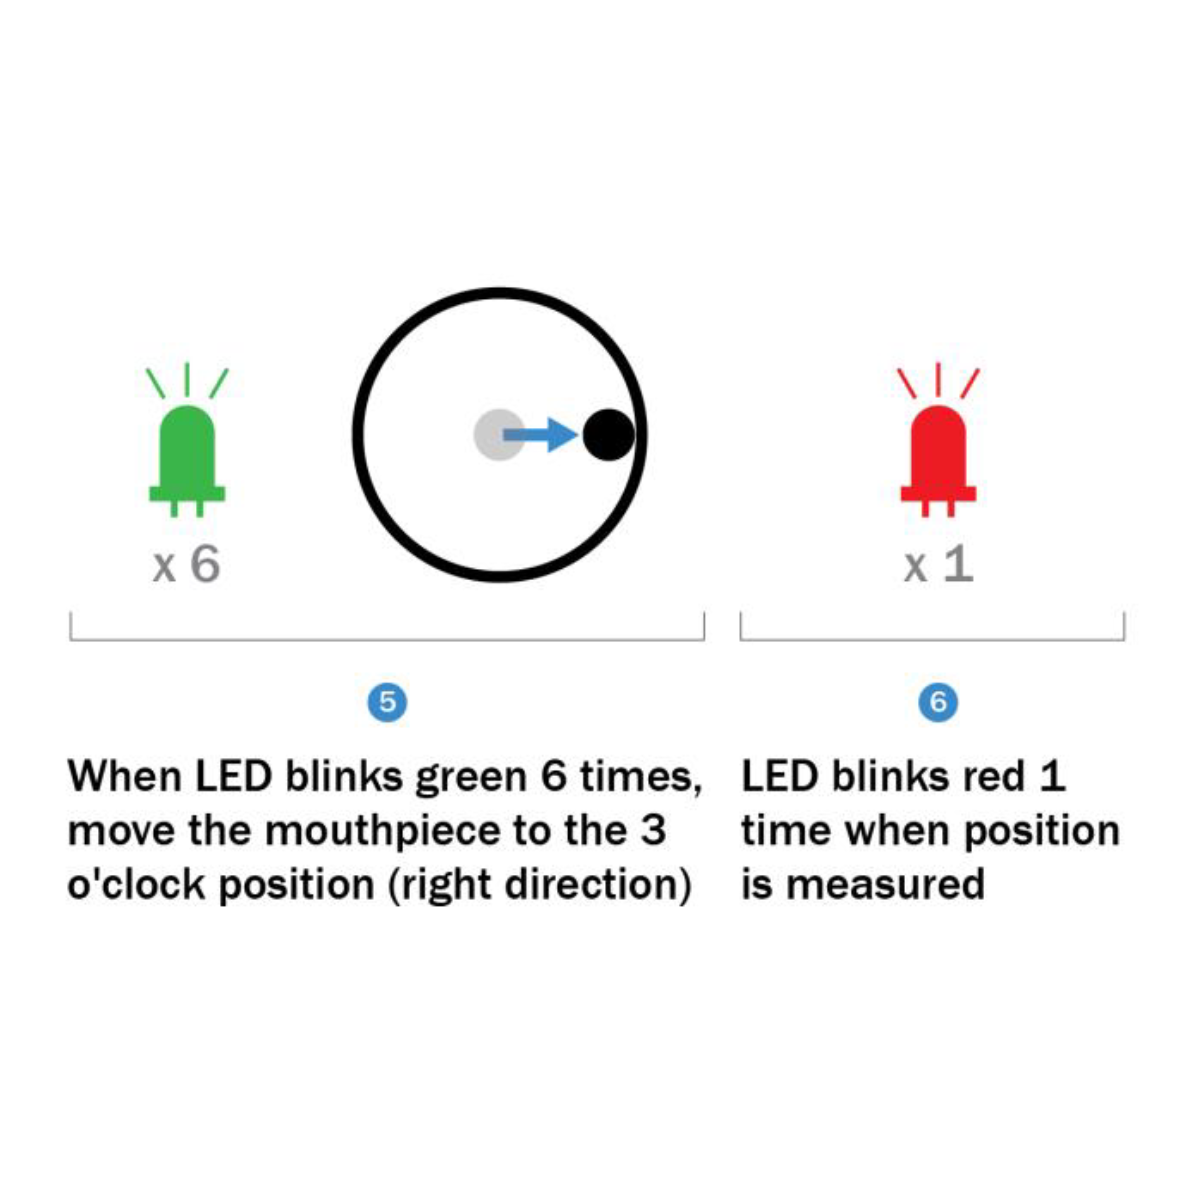 x 6
x 1
5
When LED blinks green 6 times,
move the mouthpiece to the 3
o'clock position (right direction)
6
LED blinks red 1
time when position
is measured